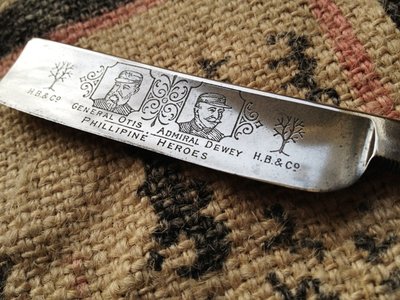 H.B.&CO.
GENERAL OTIS. ADMIRAL DEWEY
H.B.&CO.
PHILLIPINE HEROES